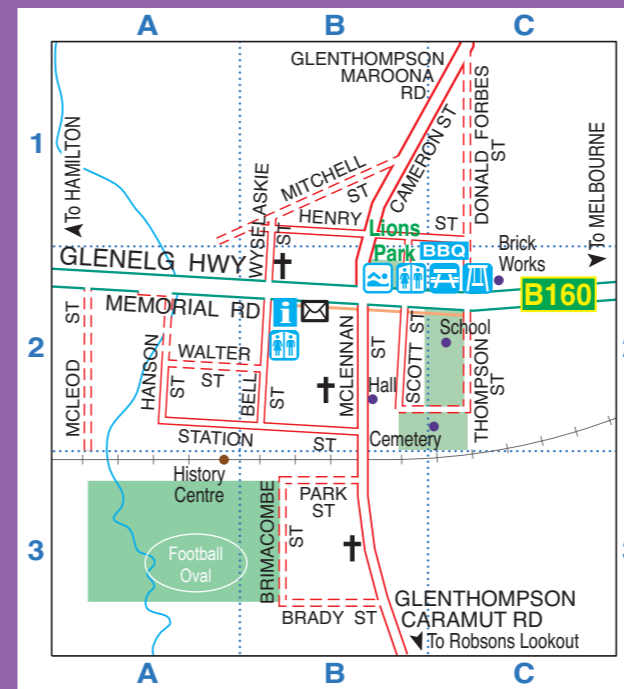 A B C
GLENTHOMPSON
MAROONA
RD
1
To HAMILTON
MITCHELL
ST
CAMERON ST
DONALD FORBES
ST
To MELBOURNE
WYSELASKIE
ST
HENRY
ST
Lions
Park
BBQ
Brick
Works
GLENELG HWY
B160
MEMORIAL RD
i
2
MCLEOD
ST
HANSON
ST
WALTER
ST
BELL
ST
MCLENNAN
ST
SCOTT
ST
School
THOMPSON
ST
Hall
Cemetery
STATION
ST
History
Centre
PARK
ST
3
Football
Oval
BRIMACOMBE
ST
BRADY ST
GLENTHOMPSON
CARAMUT RD
To Robsons Lookout
A B C